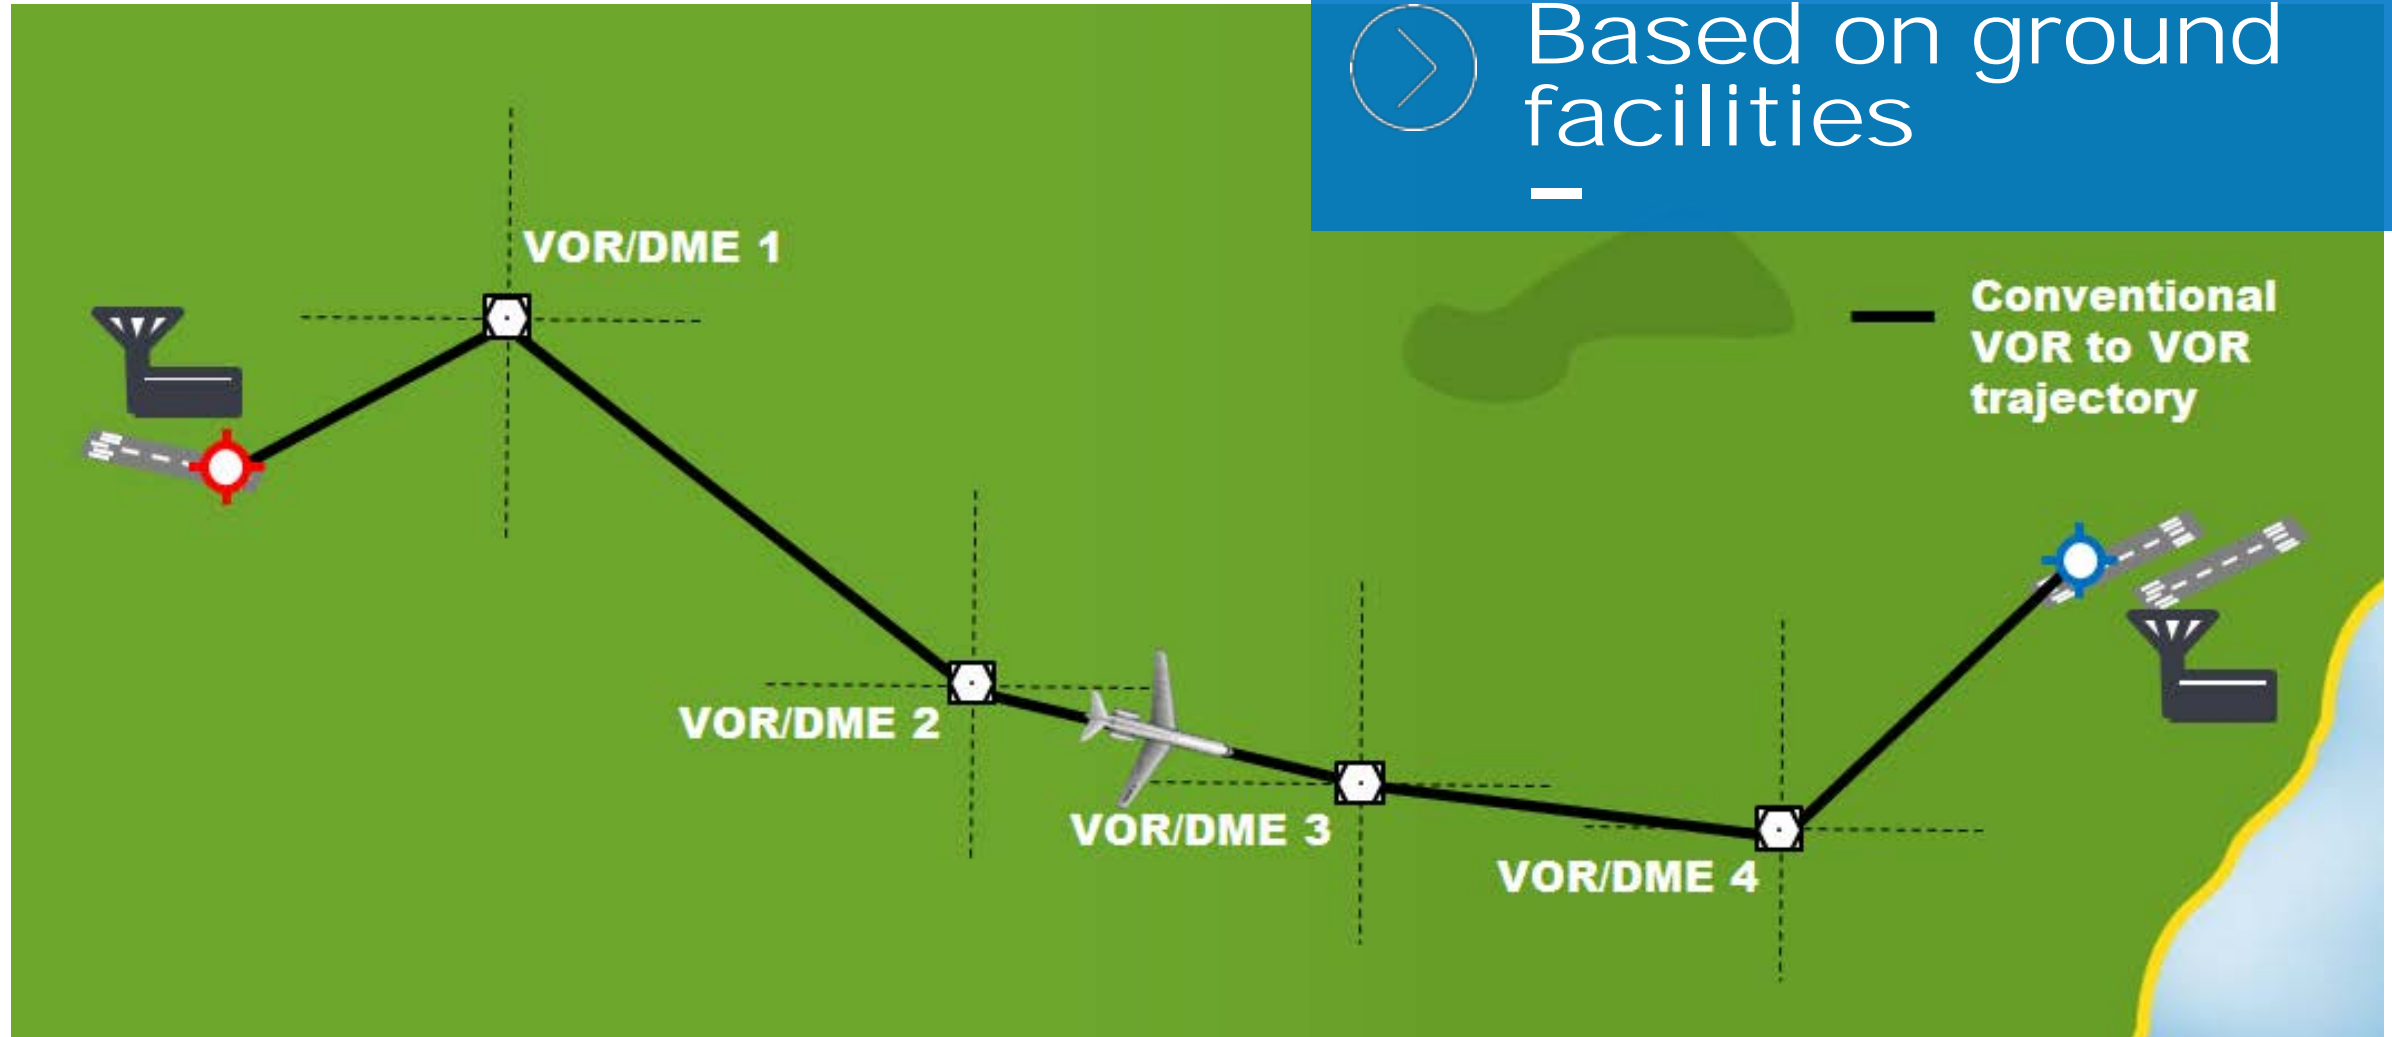 Based on ground
facilities
VOR/DME 1
Conventional
VOR to VOR
trajectory
VOR/DME 2
VOR/DME 3
VOR/DME 4